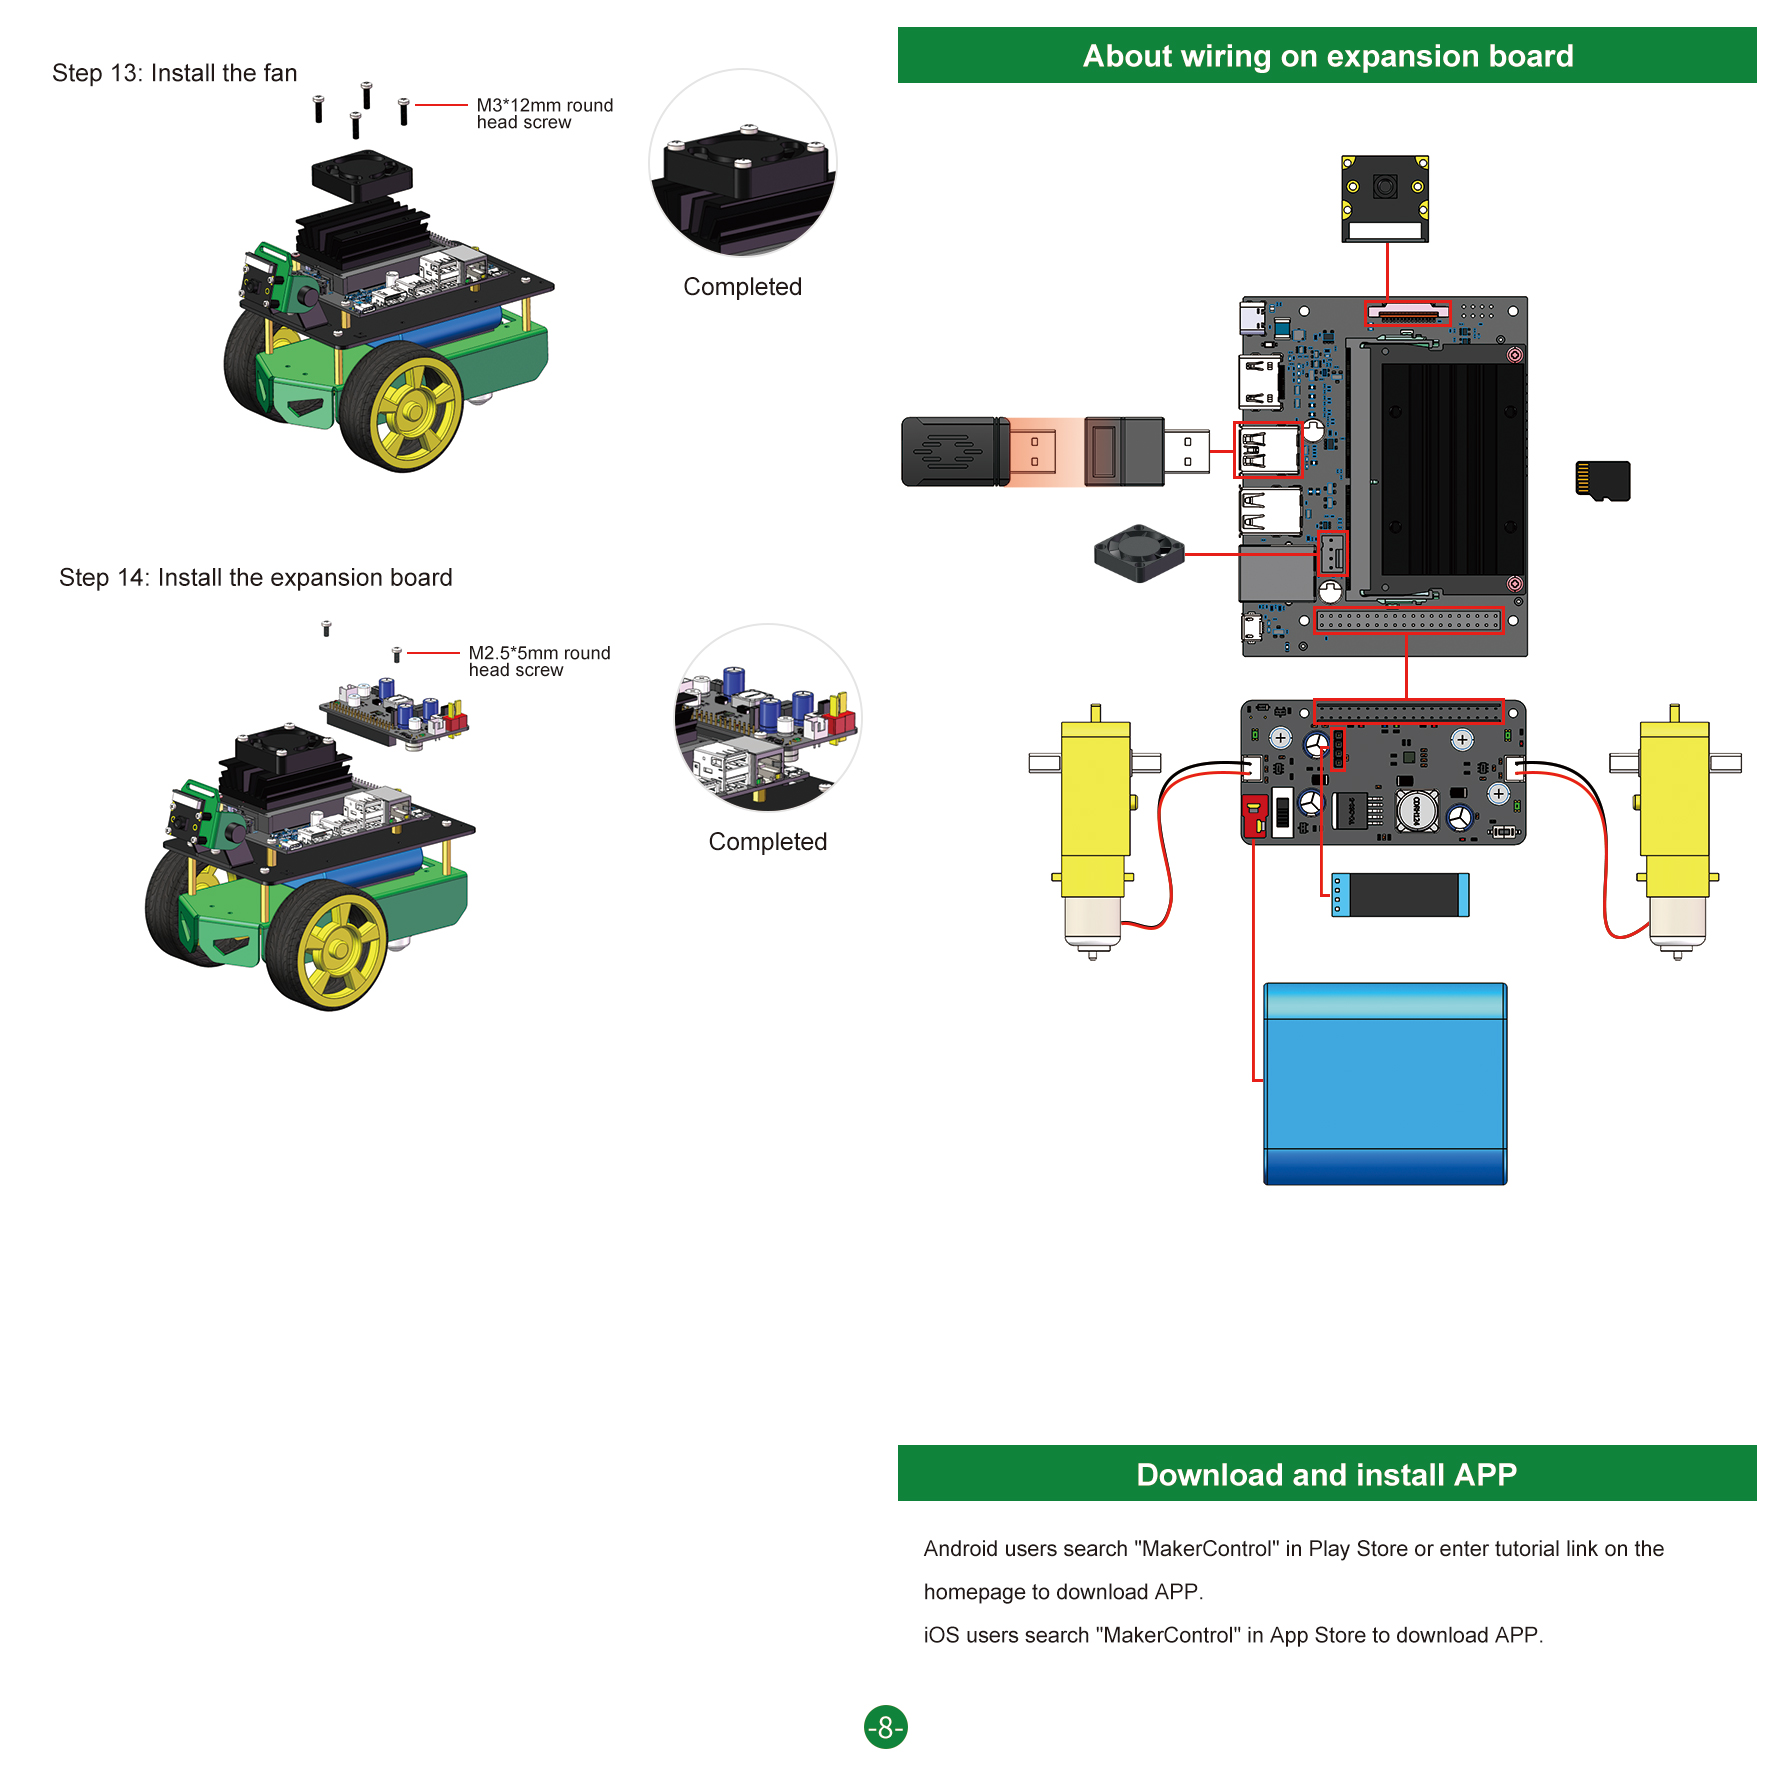 Step 13: Install the fan
M3*12mm round
head screw
Completed
Step 14: Install the expansion board
M2.5*5mm round
head screw
Completed
About wiring on expansion board
Download and install APP
Android users search "MakerControl" in Play Store or enter tutorial link on the
homepage to download APP.
iOS users search "MakerControl" in App Store to download APP.
-8-